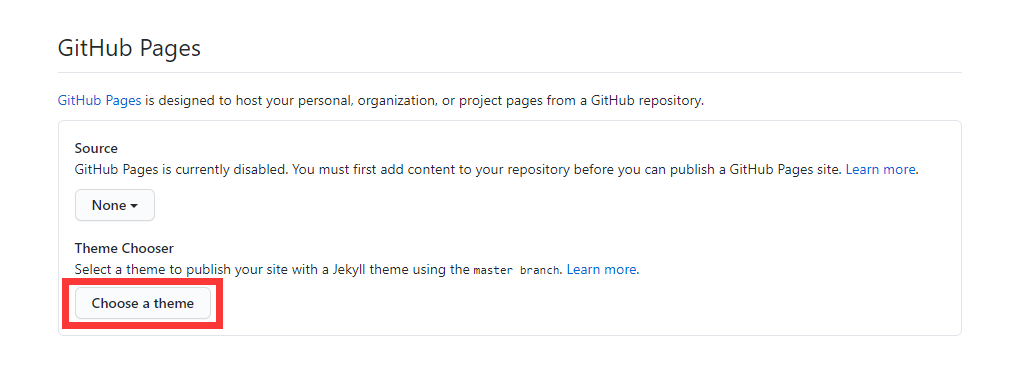 GitHub Pages
GitHub Pages is designed to host your personal, organization, or project pages from a GitHub repository.
Source
GitHub Pages is currently disabled. You must first add content to your repository before you can publish a GitHub Pages site. Learn more.
None
Theme Chooser
Select a theme to publish your site with a Jekyll theme using the master branch. Learn more.
Choose a theme